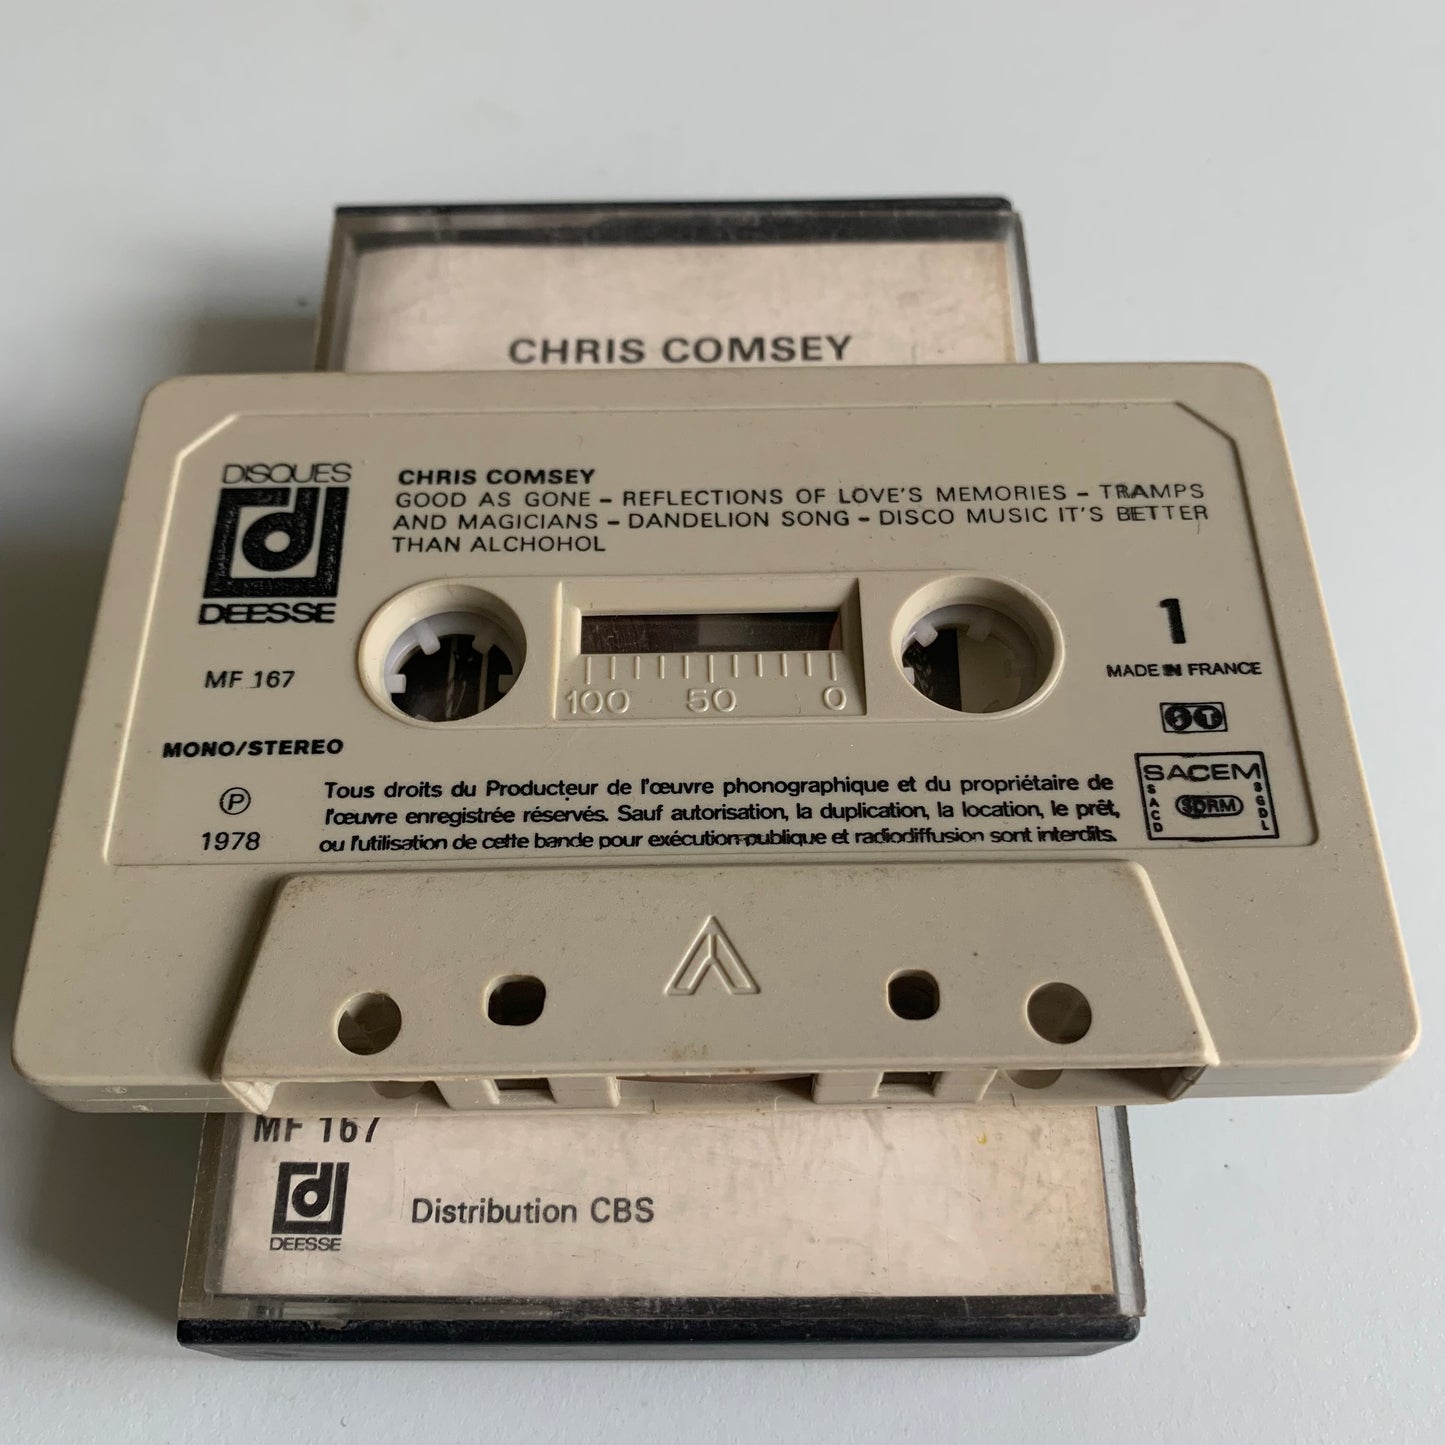 CHRIS COMSEY
DISQUES
d
DEESSE
CHRIS COMSEY
GOOD AS GONE – REFLECTIONS OF LOVE'S MEMORIES – TRAMPS
AND MAGICIANS – DANDELION SONG – DISCO MUSIC IT'S BETTER
THAN ALCHOHOL
MF 167
MONO/STEREO
Ⓟ
1978
100 50 0
1
MADE IN FRANCE
Tous droits du Producteur de l'œuvre phonographique et du propriétaire de
l'œuvre enregistrée réservés. Sauf autorisation, la duplication, la location, le prêt,
ou l'utilisation de cette bande pour exécution publique et radiodiffusion sont interdits.
SACEM
SACD
SDRM
SGDL
MF 167
d
DEESSE
Distribution CBS